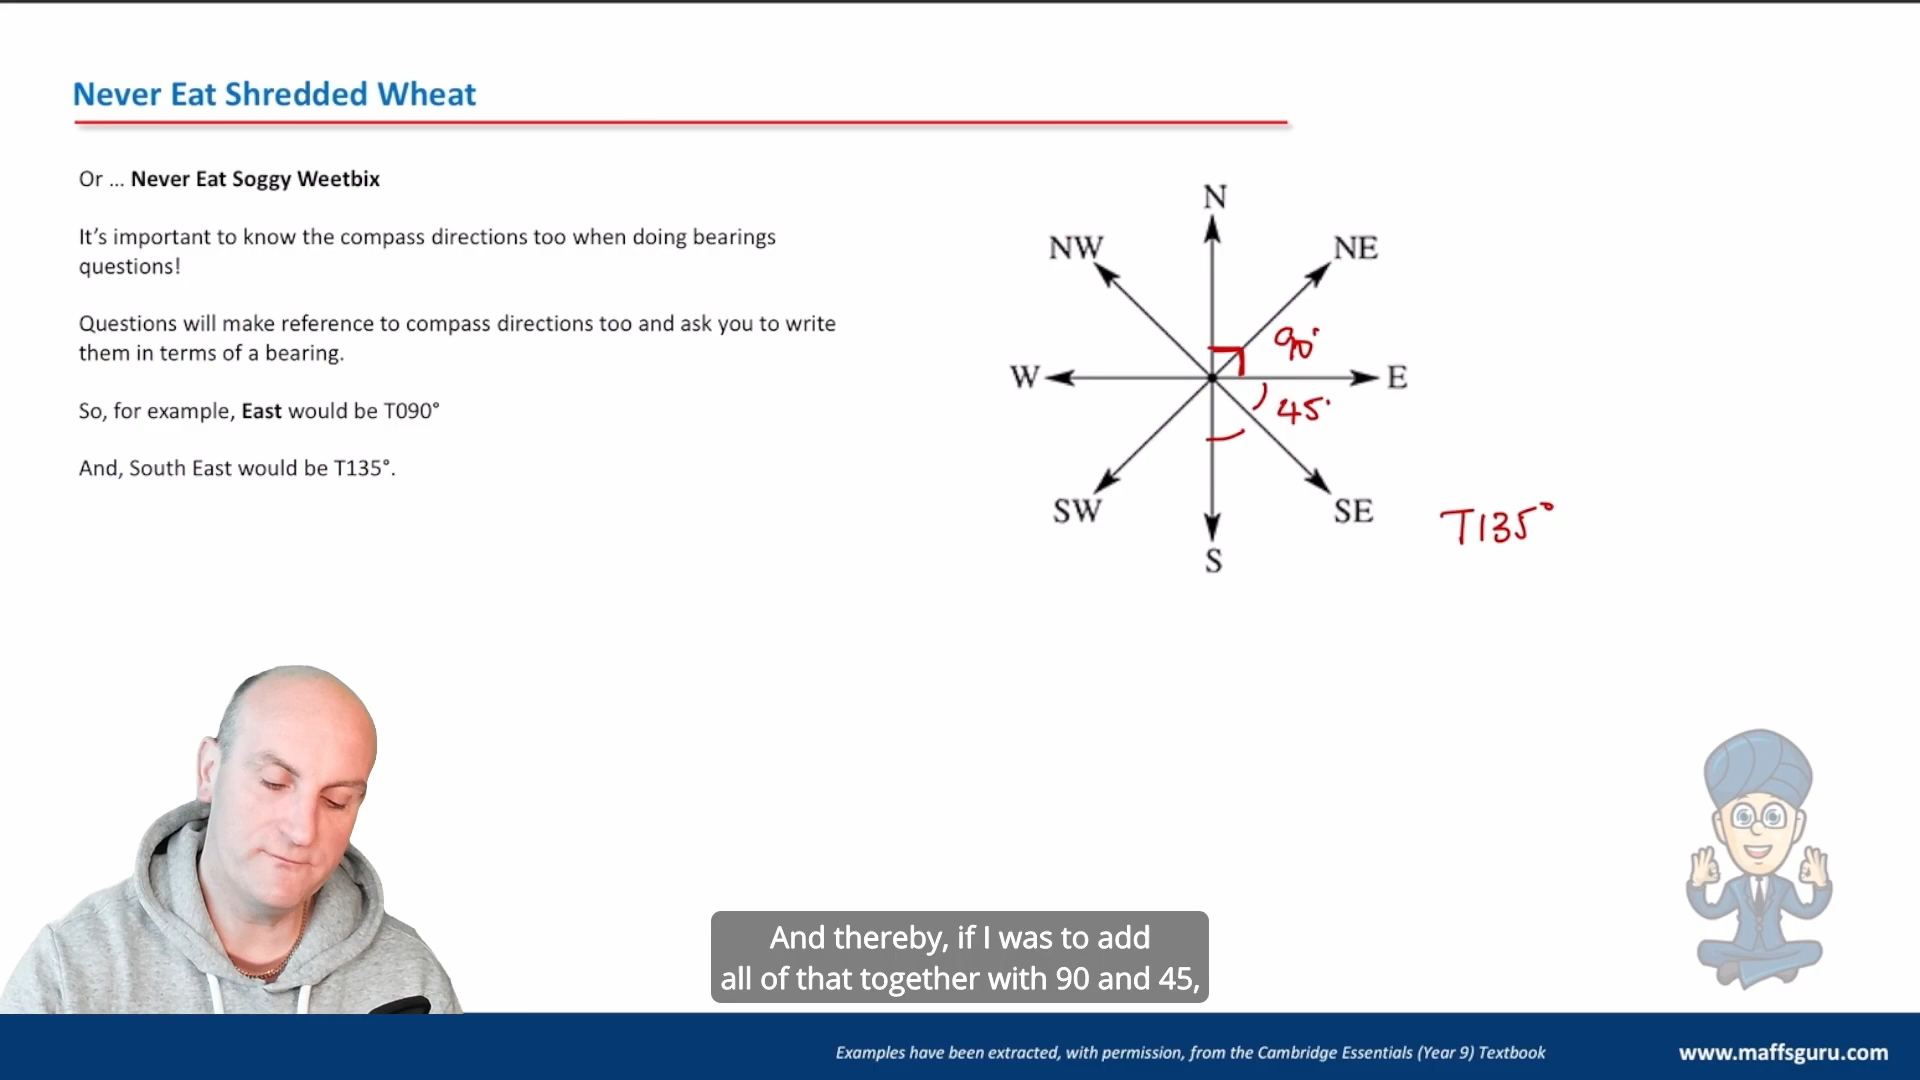 Never Eat Shredded Wheat
Or ... Never Eat Soggy Weetbix
It's important to know the compass directions too when doing bearings
questions!
Questions will make reference to compass directions too and ask you to write
them in terms of a bearing.
So, for example, East would be T090°
And, South East would be T135°.
N
NW
NE
90°
W
E
45°
SW
SE
T135°
S
And thereby, if I was to add
all of that together with 90 and 45,
Examples have been extracted, with permission, from the Cambridge Essentials (Year 9) Textbook
www.maffsguru.com